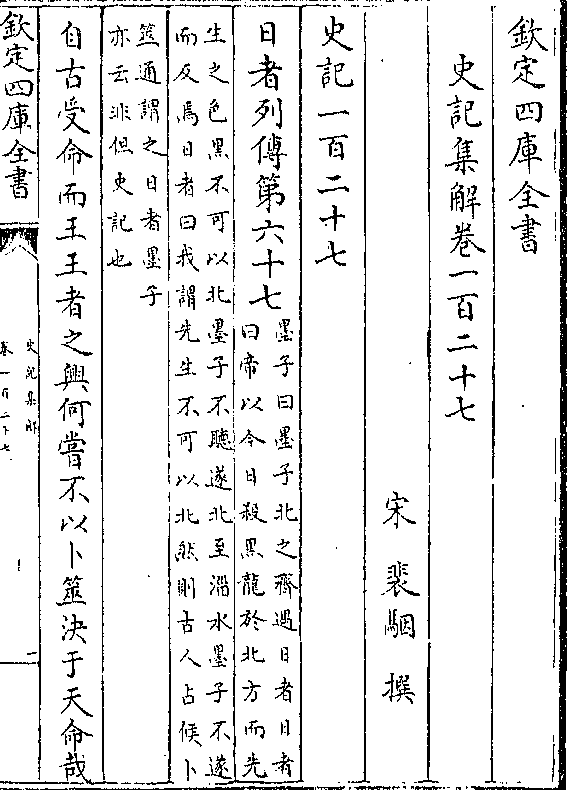 欽定四庫全書
史記集解卷一百二十七
宋 裴駰 撰
史記一百二十七
日者列傳第六十七
墨子曰墨子北之齊遇日者日者
曰帝以今日殺黑龍於北方而先
生之色黑不可以北墨子不聽遂北至淄水墨子不遂
而反焉日者曰我謂先生不可以北然則古人占候卜
筮通謂之日者墨子
亦云非但史記也
自古受命而王王者之興何嘗不以卜筮決于天命哉
欽定四庫全書
史記集解
卷一百二十七
一